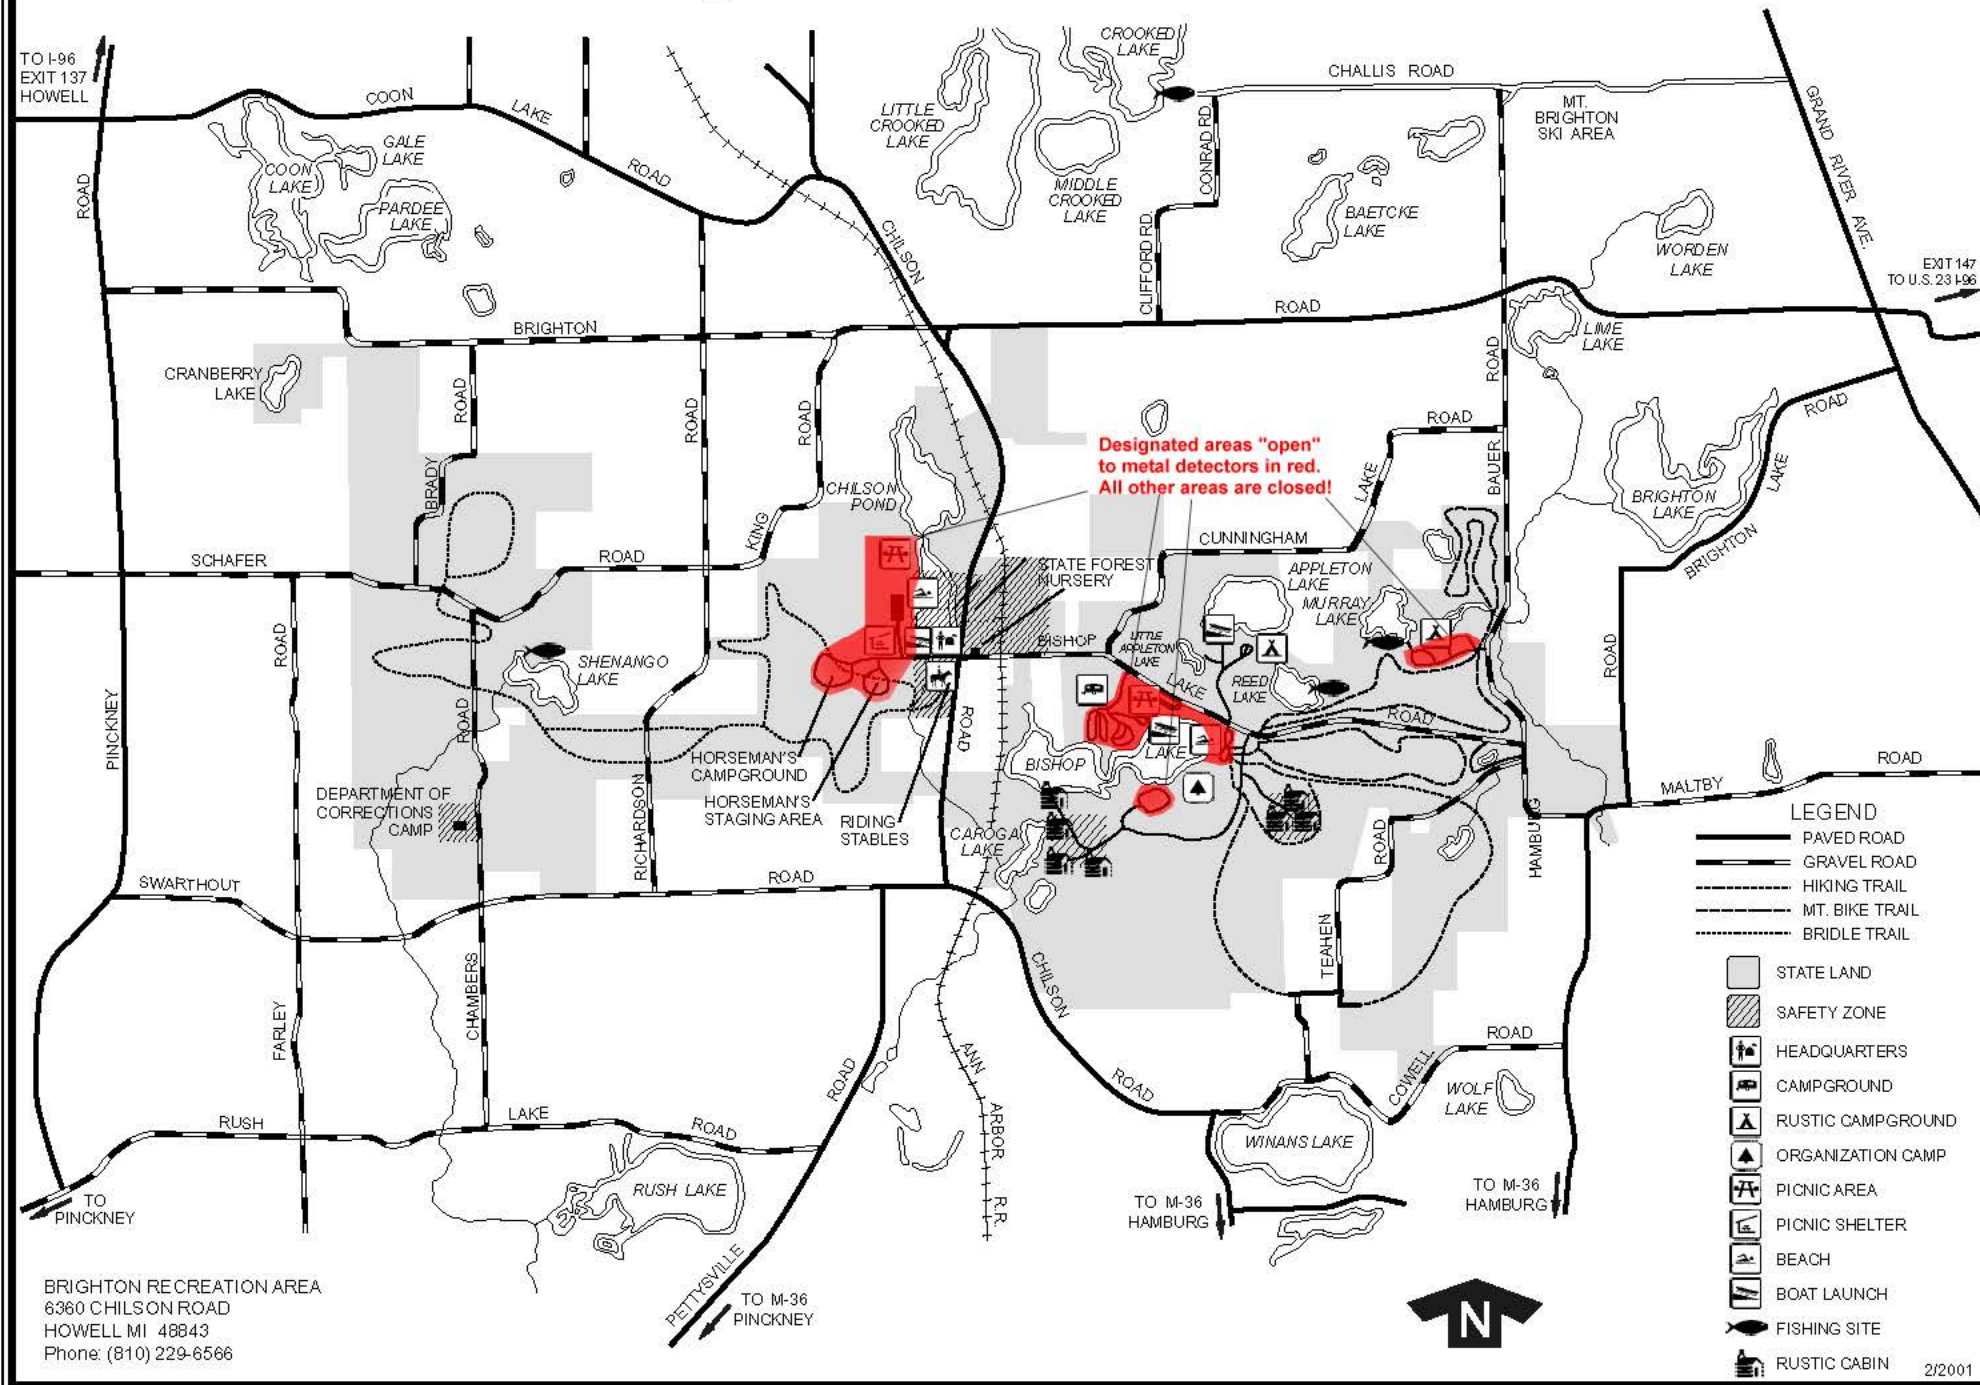 TO I-96
EXIT 137
HOWELL
COON
LAKE
ROAD
ROAD
GALE
LAKE
COON
LAKE
PARDEE
LAKE
CROOKED
LAKE
LITTLE
CROOKED
LAKE
MIDDLE
CROOKED
LAKE
CHALLIS ROAD
CONRAD RD.
CLIFFORD RD.
MT.
BRIGHTON
SKI AREA
GRAND RIVER AVE.
BAETCKE
LAKE
WORDEN
LAKE
EXIT 147
TO U.S. 23 I-96
CHILSON
BRIGHTON
ROAD
LIME
LAKE
CRANBERRY
LAKE
ROAD
BRADY
ROAD
ROAD
KING
ROAD
BAUER
ROAD
LAKE
CUNNINGHAM
Designated areas "open"
to metal detectors in red.
All other areas are closed!
CHILSON
POND
BRIGHTON
LAKE
ROAD
LAKE
BRIGHTON
SCHAFER
ROAD
STATE FOREST
NURSERY
APPLETON
LAKE
MURRAY
LAKE
BISHOP
LITTLE
APPLETON
LAKE
LAKE
ROAD
REED
LAKE
SHENANGO
LAKE
ROAD
PINCKNEY
ROAD
ROAD
ROAD
BISHOP
LAKE
HORSEMAN'S
CAMPGROUND
HORSEMAN'S
STAGING AREA
RIDING
STABLES
DEPARTMENT OF
CORRECTIONS
CAMP
RICHARDSON
CAROGA
LAKE
ROAD
HAMBURG
MALTBY
ROAD
SWARTHOUT
ROAD
TEAHEN
CHAMBERS
FARLEY
CHILSON
ROAD
ROAD
COWELL
ROAD
WOLF
LAKE
WINANS LAKE
ANN
ARBOR
R.R.
RUSH
LAKE
ROAD
RUSH LAKE
TO
PINCKNEY
PETTYSVILLE
TO M-36
PINCKNEY
TO M-36
HAMBURG
TO M-36
HAMBURG
BRIGHTON RECREATION AREA
6360 CHILSON ROAD
HOWELL MI 48843
Phone: (810) 229-6566
N
LEGEND
PAVED ROAD
GRAVEL ROAD
HIKING TRAIL
MT. BIKE TRAIL
BRIDLE TRAIL
STATE LAND
SAFETY ZONE
HEADQUARTERS
CAMPGROUND
RUSTIC CAMPGROUND
ORGANIZATION CAMP
PICNIC AREA
PICNIC SHELTER
BEACH
BOAT LAUNCH
FISHING SITE
RUSTIC CABIN
2/2001